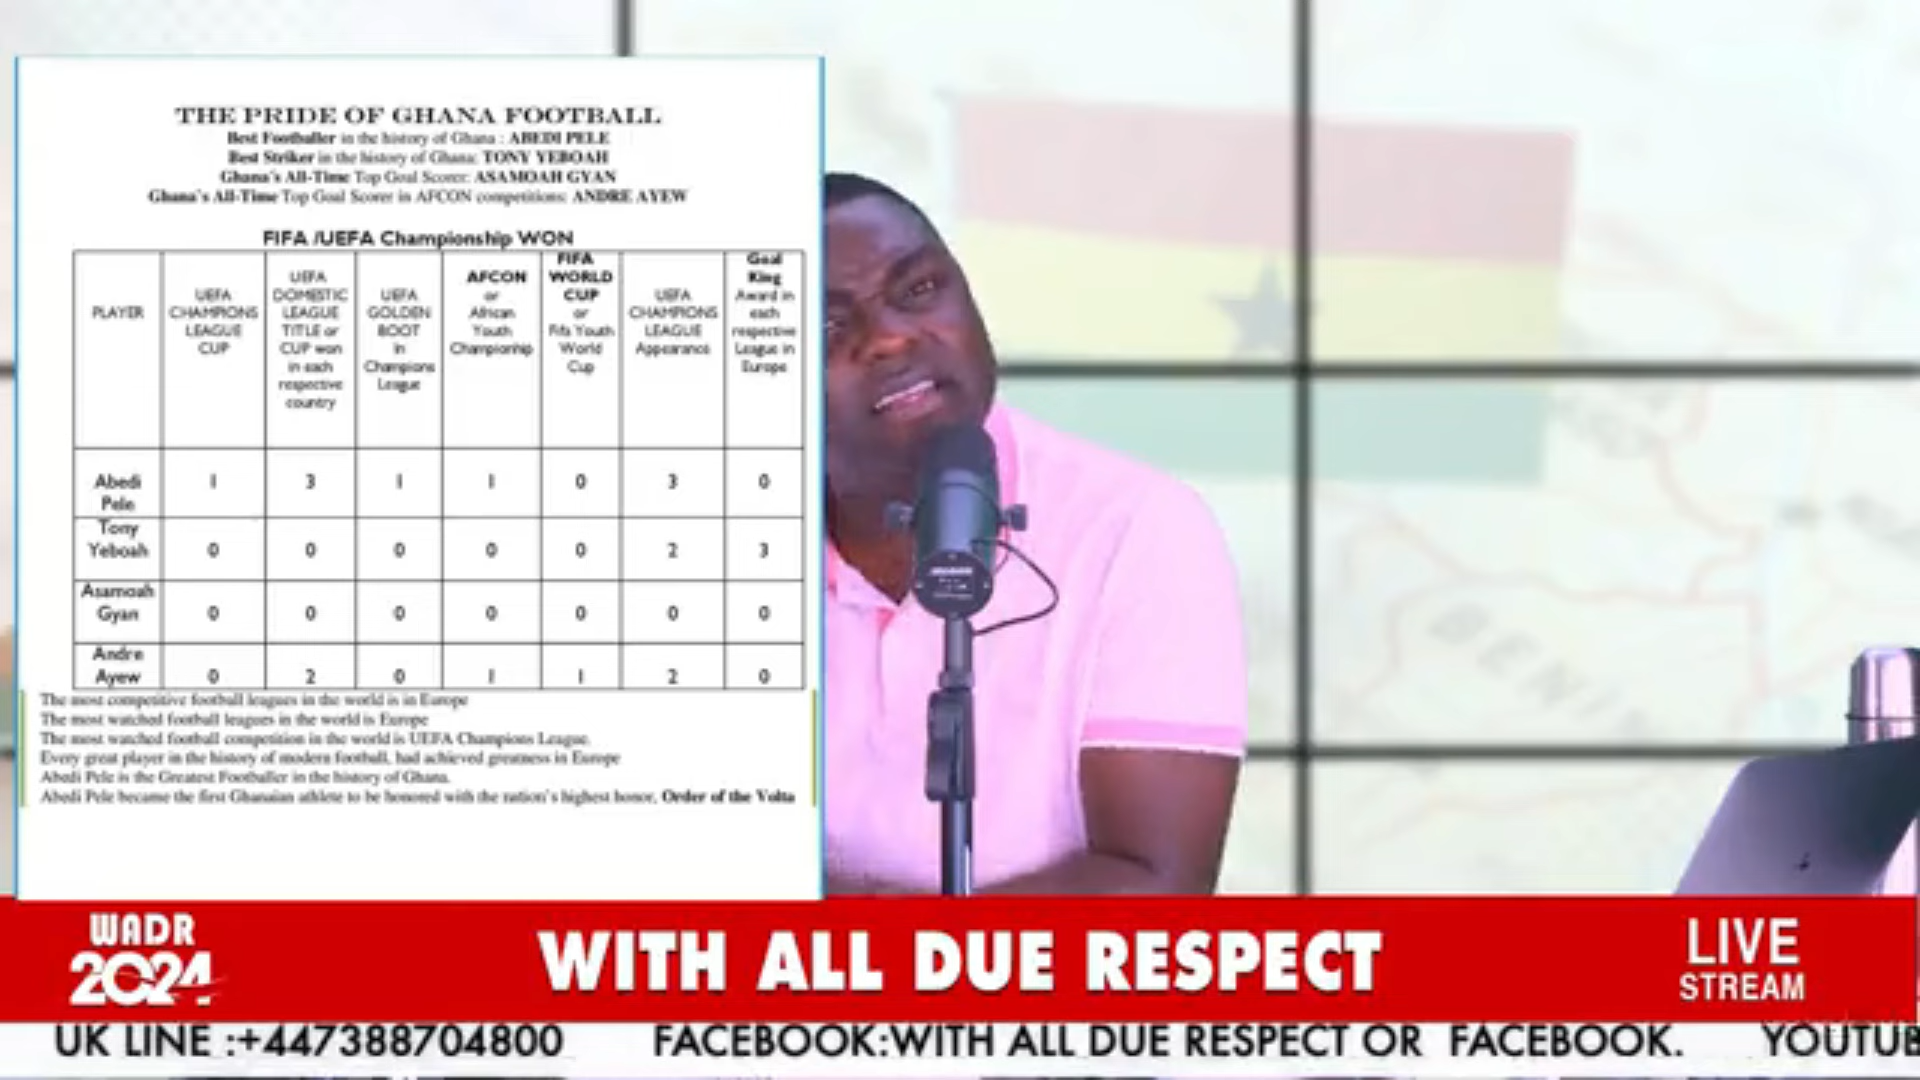 THE PRIDE OF GHANA FOOTBALL
Best Footballer in the history of Ghana : ABEDI PELE
Best Striker in the history of Ghana: TONY YEBOAH
Ghana's All-Time Top Goal Scorer: ASAMOAH GYAN
Ghana's All-Time Top Goal Scorer in AFCON competitions: ANDRE AYEW
FIFA /UEFA Championship WON
PLAYER
UEFA
CHAMPIONS
LEAGUE
CUP
UEFA
DOMESTIC
LEAGUE
TITLE or
CUP won
in each
respective
country
UEFA
GOLDEN
BOOT
In
Champions
League
AFCON
or
African
Youth
Championhip
FIFA
WORLD
CUP
or
Fifa Youth
World
Cup
UEFA
CHAMPIONS
LEAGUE
Appearance
Goal
King
Award in
each
respective
League in
Europe
Abedi
Pele
1 3 1 1 0 3 0
Tony
Yeboah
0 0 0 0 0 2 3
Asamoah
Gyan
0 0 0 0 0 0 0
Andre
Ayew
0 2 0 1 1 2 0
The most competitive football leagues in the world is in Europe
The most watched football leagues in the world is Europe
The most watched football competition in the world is UEFA Champions League.
Every great player in the history of modern football, had achieved greatness in Europe
Abedi Pele is the Greatest Footballer in the history of Ghana.
Abedi Pele became the first Ghanaian athlete to be honored with the nation's highest honor, Order of the Volta
BENI
WADR
2024
WITH ALL DUE RESPECT
LIVE
STREAM
UK LINE :+447388704800 FACEBOOK:WITH ALL DUE RESPECT OR FACEBOOK. YOUTUB